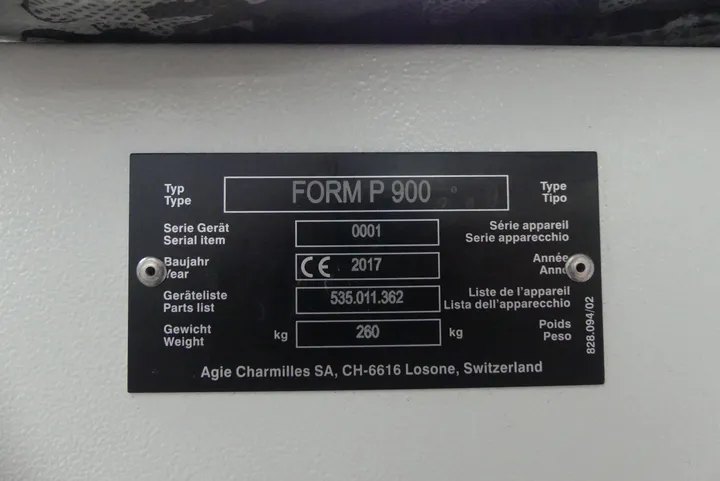 Typ
Type
FORM P 900
Type
Tipo
Serie Gerät
Serial item
0001
Série appareil
Serie apparecchio
Baujahr
Year
CE 2017
Année
Anno
Geräteliste
Parts list
535.011.362
Liste de l'appareil
Lista dell'apparecchio
Gewicht
Weight
kg
260
kg
Poids
Peso
828.094/02
Agie Charmilles SA, CH-6616 Losone, Switzerland